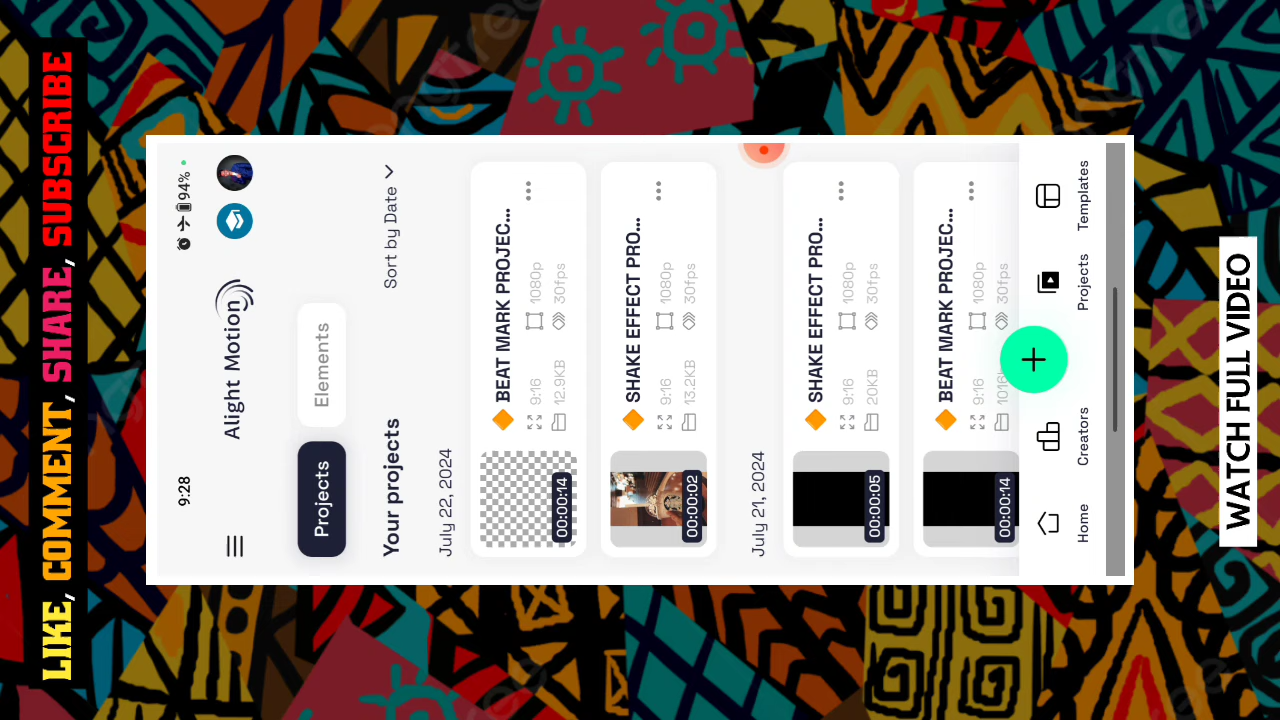 LIKE, COMMENT, SHARE, SUBSCRIBE
9:28
94%
Alight Motion
Projects
Elements
Your projects
Sort by Date
July 22, 2024
BEAT MARK PROJEC...
9:16
1080p
12.9KB
30fps
00:00:14
SHAKE EFFECT PRO...
9:16
1080p
13.2KB
30fps
00:00:02
July 21, 2024
SHAKE EFFECT PRO...
9:16
1080p
20KB
30fps
00:00:05
BEAT MARK PROJEC...
9:16
1080p
30fps
00:00:14
Home
Creators
Projects
Templates
WATCH FULL VIDEO